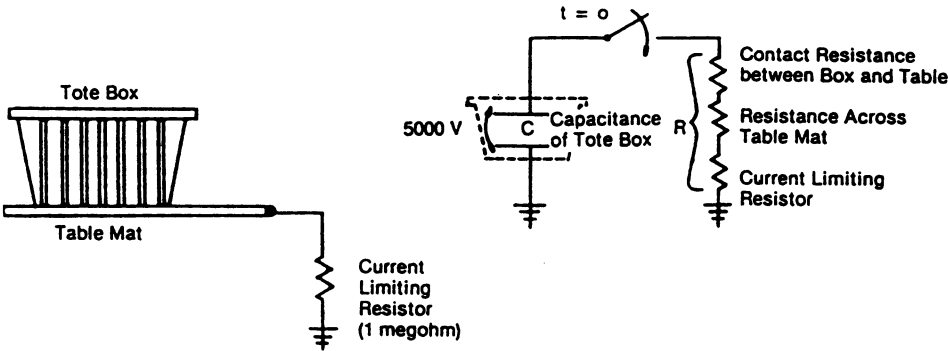 Tote Box
Table Mat
Current
Limiting
Resistor
(1 megohm)
t = o
5000 V
C
Capacitance
of Tote Box
R
Contact Resistance
between Box and Table
Resistance Across
Table Mat
Current Limiting
Resistor